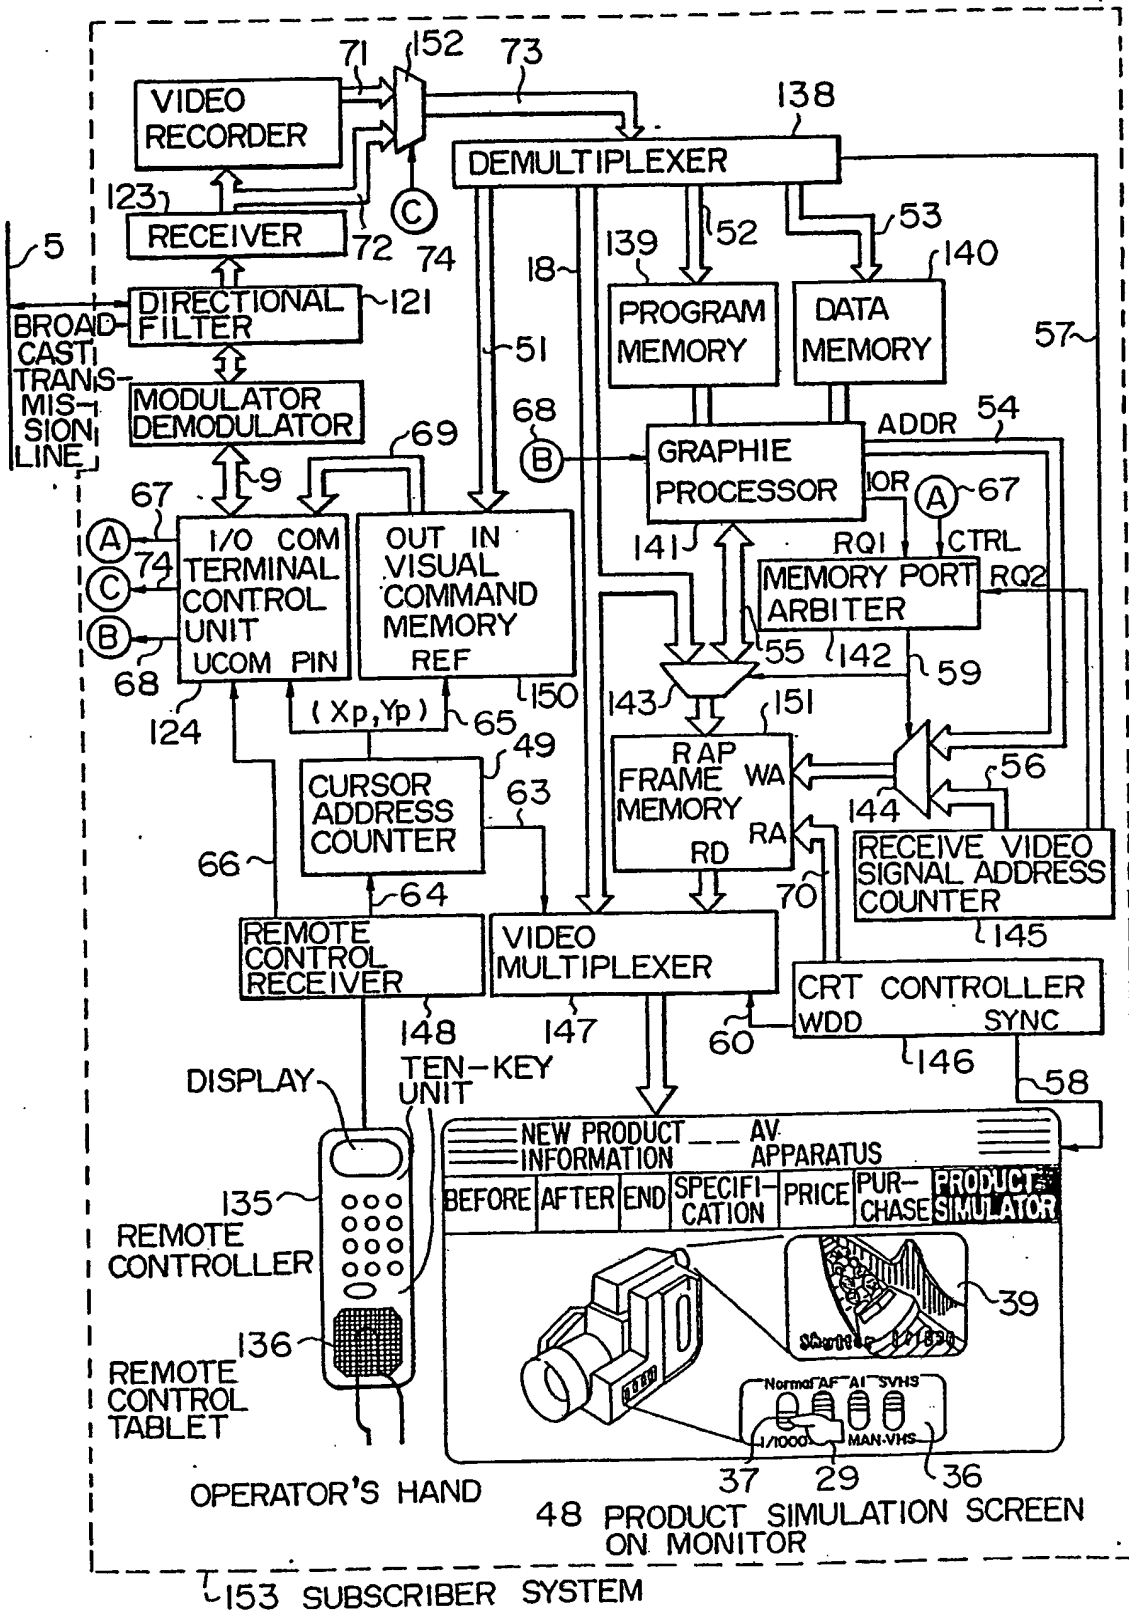 71
152
73
138
VIDEO
RECORDER
DEMULTIPLEXER
123
RECEIVER
72
C
74
5
18
139
52
53
140
DIRECTIONAL
FILTER
121
BROAD
CAST
TRANS-
MIS-
SION
LINE
51
PROGRAM
MEMORY
DATA
MEMORY
57
MODULATOR
DEMODULATOR
69
68
B
GRAPHIE
PROCESSOR
ADDR
54
IOR
A
67
9
67
A
74
C
B
68
I/O COM
TERMINAL
CONTROL
UNIT
UCOM PIN
124
OUT IN
VISUAL
COMMAND
MEMORY
REF
150
141
RQ1
CTRL
MEMORY PORT
ARBITER
RQ2
55
142
59
143
(Xp,Yp)
65
49
151
CURSOR
ADDRESS
COUNTER
63
RAP
FRAME
MEMORY
WA
RA
RD
144
56
66
64
70
RECEIVE VIDEO
SIGNAL ADDRESS
COUNTER
145
REMOTE
CONTROL
RECEIVER
148
VIDEO
MULTIPLEXER
147
60
CRT CONTROLLER
WDD SYNC
146
58
DISPLAY
TEN-KEY
UNIT
135
REMOTE
CONTROLLER
136
REMOTE
CONTROL
TABLET
OPERATOR'S HAND
NEW PRODUCT
INFORMATION
AV
APPARATUS
BEFORE
AFTER
END
SPECIFI-
CATION
PRICE
PUR-
CHASE
PRODUCT
SIMULATOR
39
Shutter
Normal AF AI SVHS
1/1000
MAN VHS
37
29
36
48 PRODUCT SIMULATION SCREEN
ON MONITOR
153 SUBSCRIBER SYSTEM